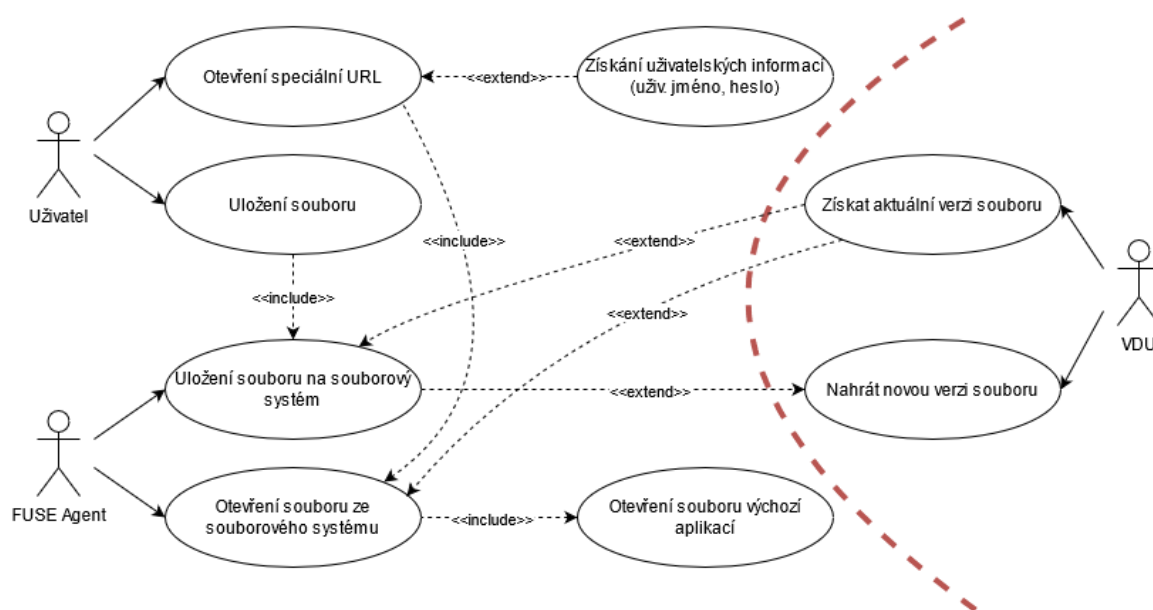 Otevření speciální URL
<<extend>>
Získání uživatelských informací
(uživ. jméno, heslo)
Uživatel
Uložení souboru
Získat aktuální verzi souboru
<<include>>
<<extend>>
<<include>>
<<extend>>
VDU
Uložení souboru na souborový
systém
<<extend>>
Nahrát novou verzi souboru
FUSE Agent
Otevření souboru ze
souborového systému
<<include>>
Otevření souboru výchozí
aplikací